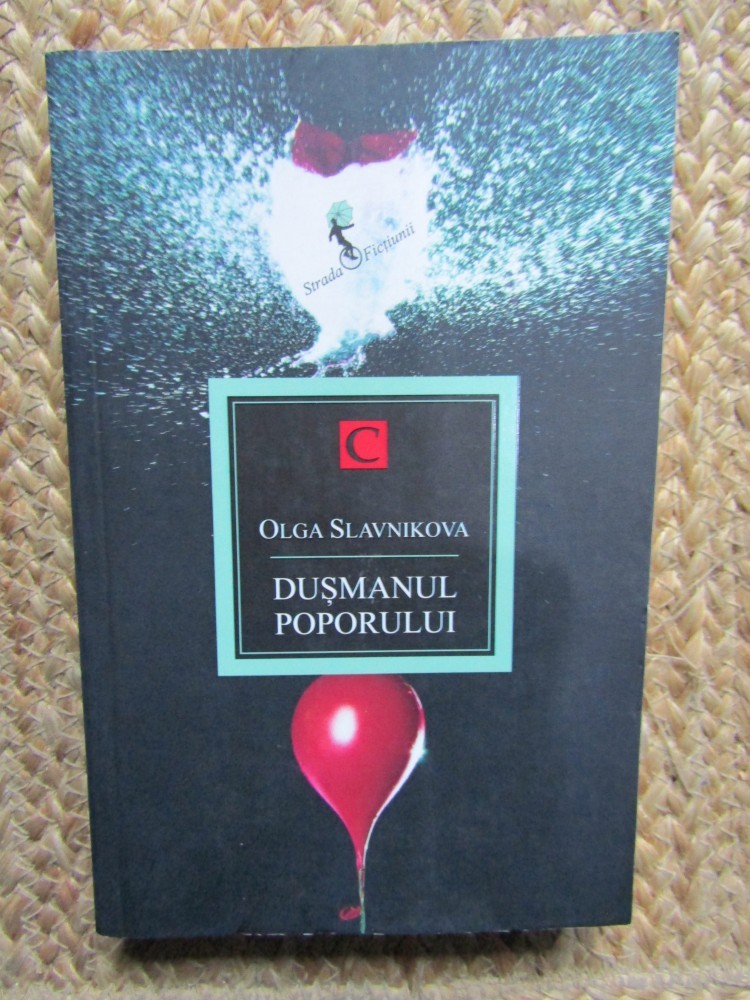 Strada Ficțiunii
C
OLGA SLAVNIKOVA
DUȘMANUL
POPORULUI